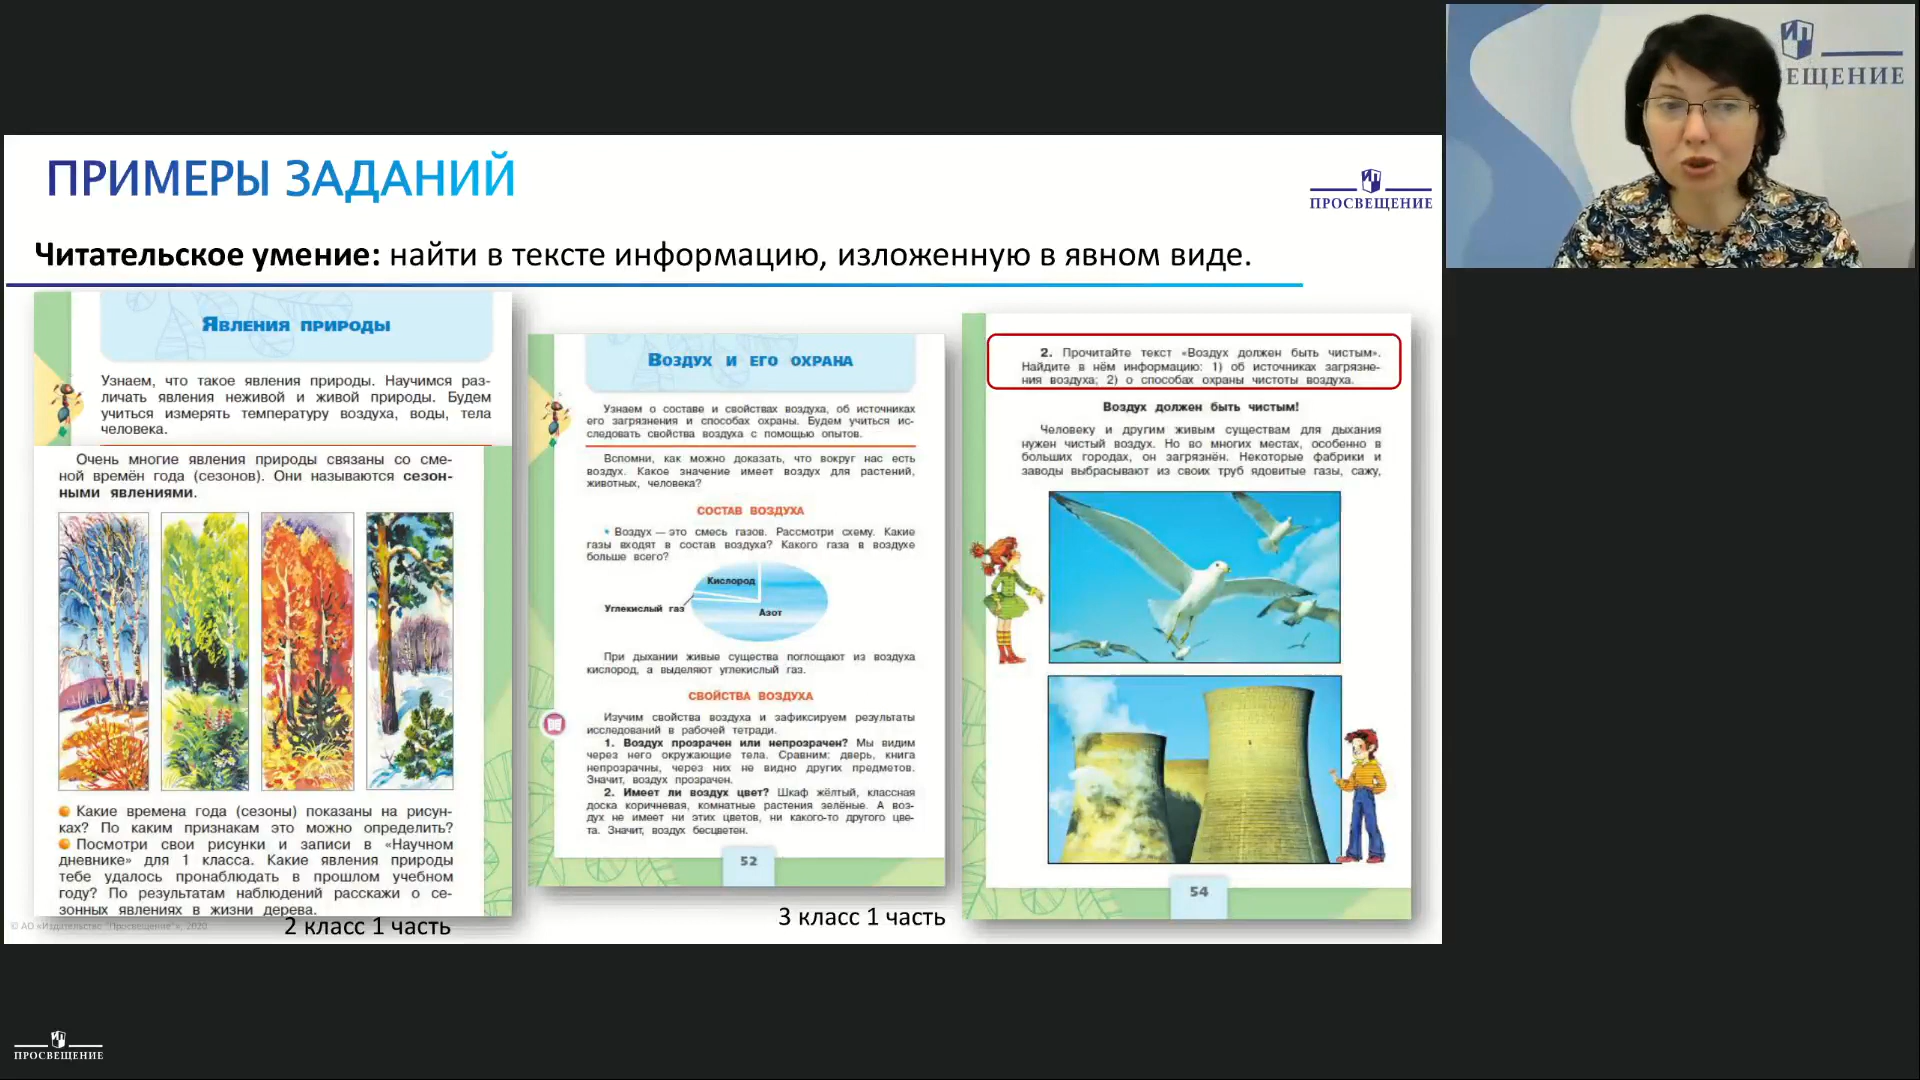 ПРИМЕРЫ ЗАДАНИЙ
ПРОСВЕЩЕНИЕ
Читательское умение: найти в тексте информацию, изложенную в явном виде.
Явления природы
Узнаем, что такое явления природы. Научимся раз-
личать явления неживой и живой природы. Будем
учиться измерять температуру воздуха, воды, тела
человека.
Очень многие явления природы связаны со сме-
ной времён года (сезонов). Они называются сезон-
ными явлениями.
Какие времена года (сезоны) показаны на рисун-
ках? По каким признакам это можно определить?
Посмотри свои рисунки и записи в «Научном
дневнике» для 1 класса. Какие явления природы
тебе удалось пронаблюдать в прошлом учебном
году? По результатам наблюдений расскажи о се-
зонных явлениях в жизни дерева.
© АО «Издательство "Просвещение"», 2020
2 класс 1 часть
Воздух и его охрана
Узнаем о составе и свойствах воздуха, об источниках
его загрязнения и способах охраны. Будем учиться ис-
следовать свойства воздуха с помощью опытов.
Вспомни, как можно доказать, что вокруг нас есть
воздух. Какое значение имеет воздух для растений,
животных, человека?
СОСТАВ ВОЗДУХА
Воздух — это смесь газов. Рассмотри схему. Какие
газы входят в состав воздуха? Какого газа в воздухе
больше всего?
Кислород
Углекислый газ
Азот
При дыхании живые существа поглощают из воздуха
кислород, а выделяют углекислый газ.
СВОЙСТВА ВОЗДУХА
Изучим свойства воздуха и зафиксируем результаты
исследований в рабочей тетради.
1. Воздух прозрачен или непрозрачен? Мы видим
через него окружающие тела. Сравним: дверь, книга
непрозрачны, через них не видно других предметов.
Значит, воздух прозрачен.
2. Имеет ли воздух цвет? Шкаф жёлтый, классная
доска коричневая, комнатные растения зелёные. А воз-
дух не имеет ни этих цветов, ни какого-то другого цве-
та. Значит, воздух бесцветен.
52
3 класс 1 часть
2. Прочитайте текст «Воздух должен быть чистым».
Найдите в нём информацию: 1) об источниках загрязне-
ния воздуха; 2) о способах охраны чистоты воздуха.
Воздух должен быть чистым!
Человеку и другим живым существам для дыхания
нужен чистый воздух. Но во многих местах, особенно в
больших городах, он загрязнён. Некоторые фабрики и
заводы выбрасывают из своих труб ядовитые газы, сажу,
54
ЕЩЕНИЕ
ПРОСВЕЩЕНИЕ